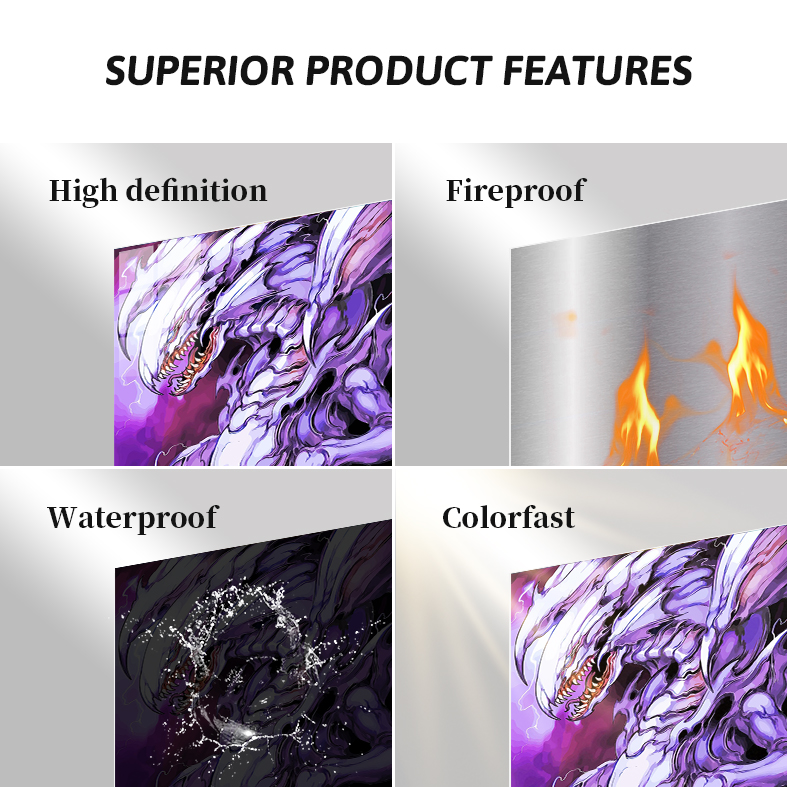 SUPERIOR PRODUCT FEATURES
High definition
Fireproof
Waterproof
Colorfast